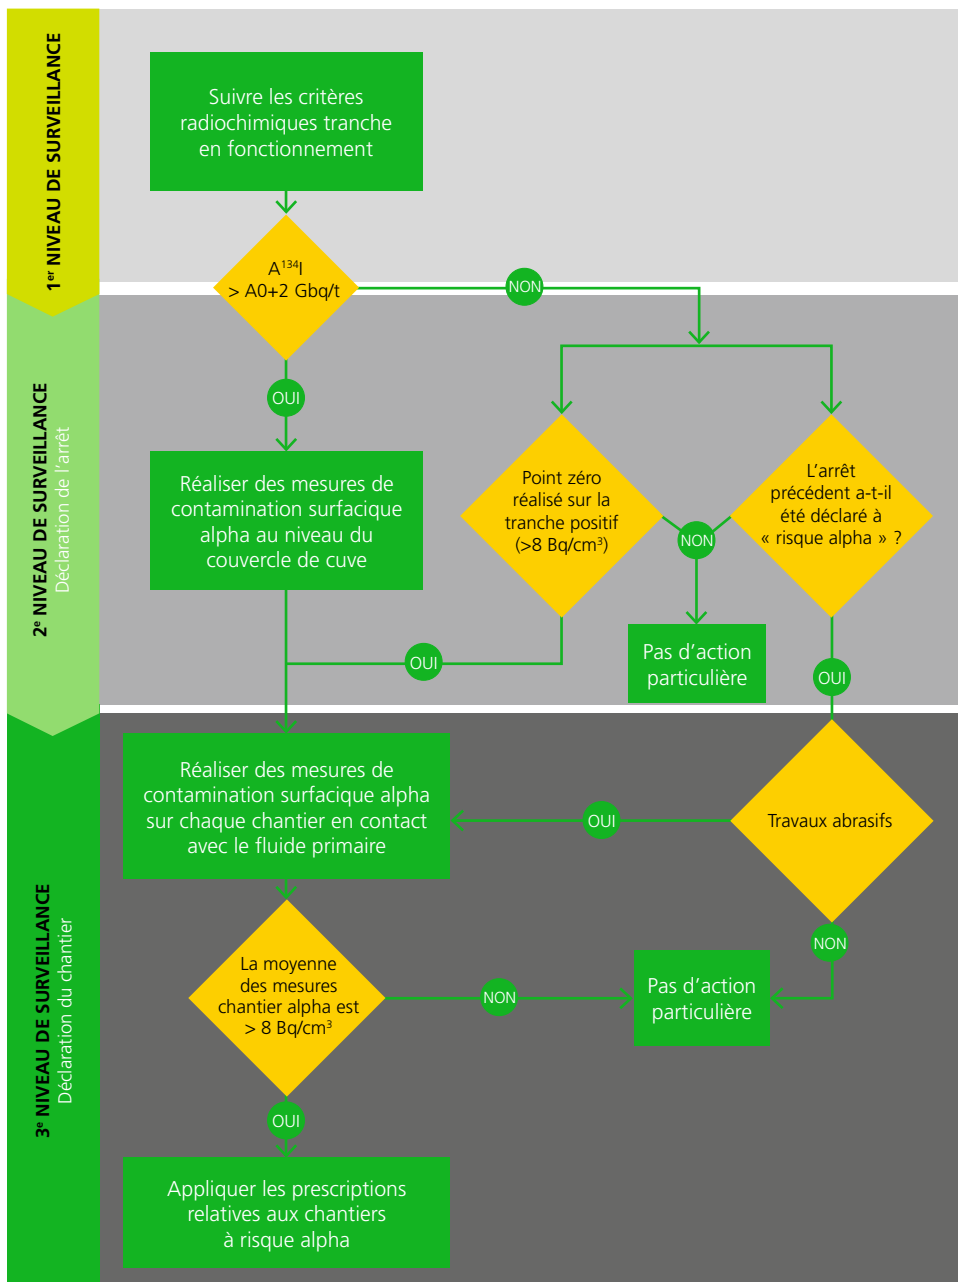 1er NIVEAU DE SURVEILLANCE
Suivre les critères
radiochimiques tranche
en fonctionnement
A¹³⁴I
> A0+2 Gbq/t
NON
OUI
2e NIVEAU DE SURVEILLANCE
Déclaration de l'arrêt
Réaliser des mesures de
contamination surfacique
alpha au niveau du
couvercle de cuve
Point zéro
réalisé sur la
tranche positif
(>8 Bq/cm³)
NON
L'arrêt
précédent a-t-il
été déclaré à
« risque alpha » ?
Pas d'action
particulière
OUI
OUI
3e NIVEAU DE SURVEILLANCE
Déclaration du chantier
Réaliser des mesures de
contamination surfacique alpha
sur chaque chantier en contact
avec le fluide primaire
OUI
Travaux abrasifs
NON
La moyenne
des mesures
chantier alpha est
> 8 Bq/cm³
NON
Pas d'action
particulière
OUI
Appliquer les prescriptions
relatives aux chantiers
à risque alpha